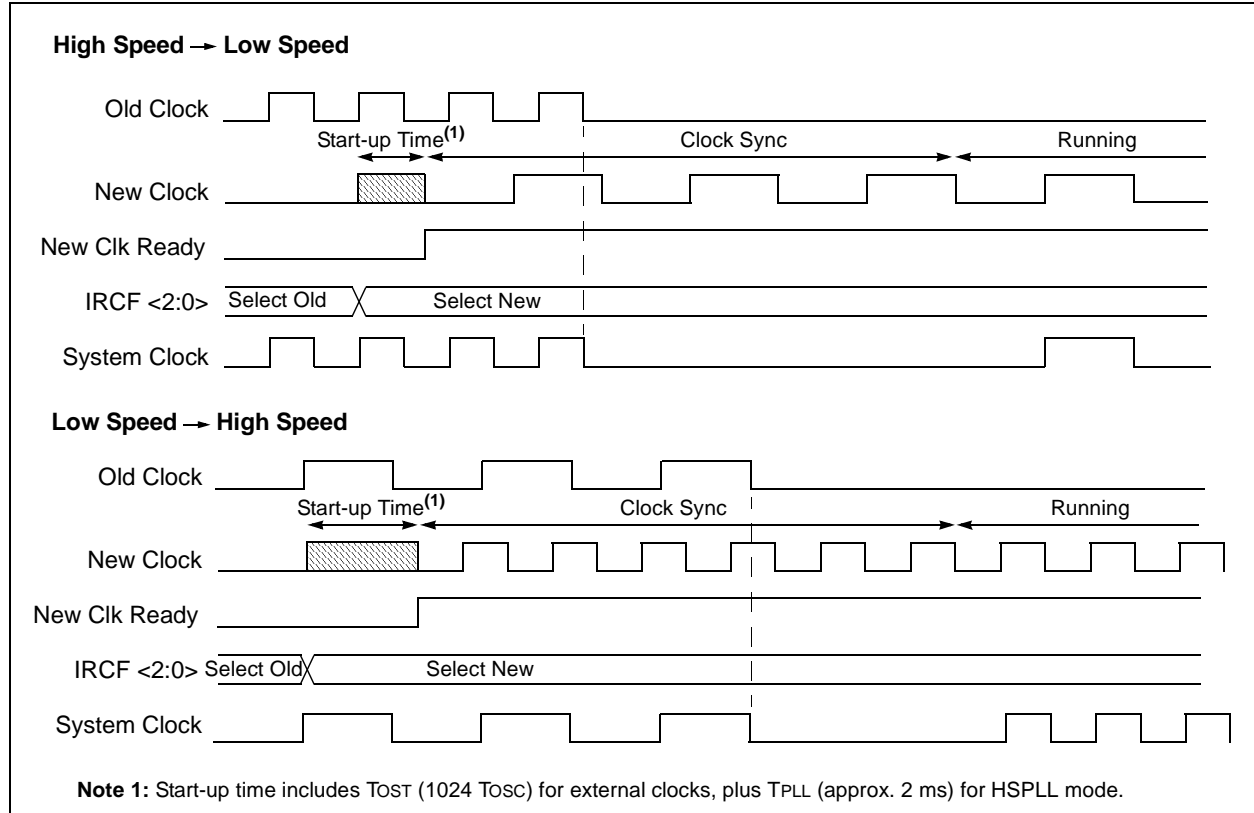 High Speed → Low Speed
Old Clock
Start-up Time(1) Clock Sync Running
New Clock
New Clk Ready
IRCF <2:0> Select Old Select New
System Clock
Low Speed → High Speed
Old Clock
Start-up Time(1) Clock Sync Running
New Clock
New Clk Ready
IRCF <2:0> Select Old Select New
System Clock
Note 1: Start-up time includes TOST (1024 TOSC) for external clocks, plus TPLL (approx. 2 ms) for HSPLL mode.